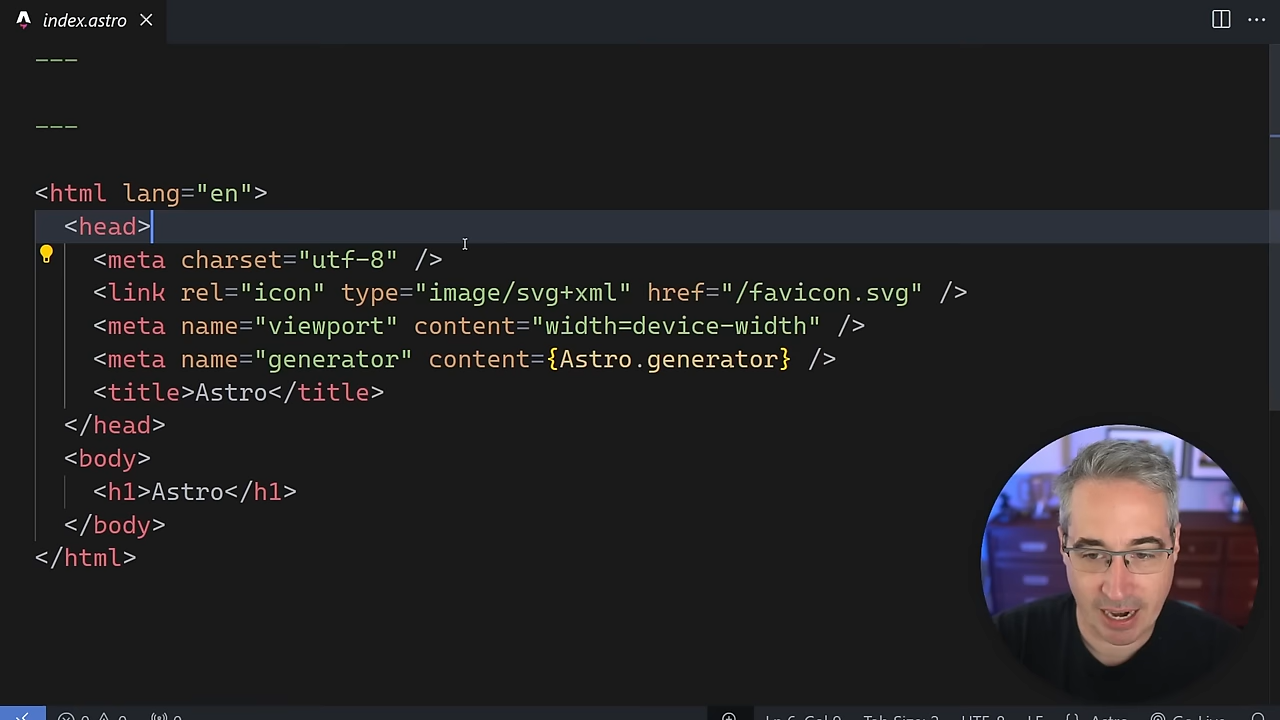 index.astro
---
---
<html lang="en">
<head>
<meta charset="utf-8" />
<link rel="icon" type="image/svg+xml" href="/favicon.svg" />
<meta name="viewport" content="width=device-width" />
<meta name="generator" content={Astro.generator} />
<title>Astro</title>
</head>
<body>
<h1>Astro</h1>
</body>
</html>